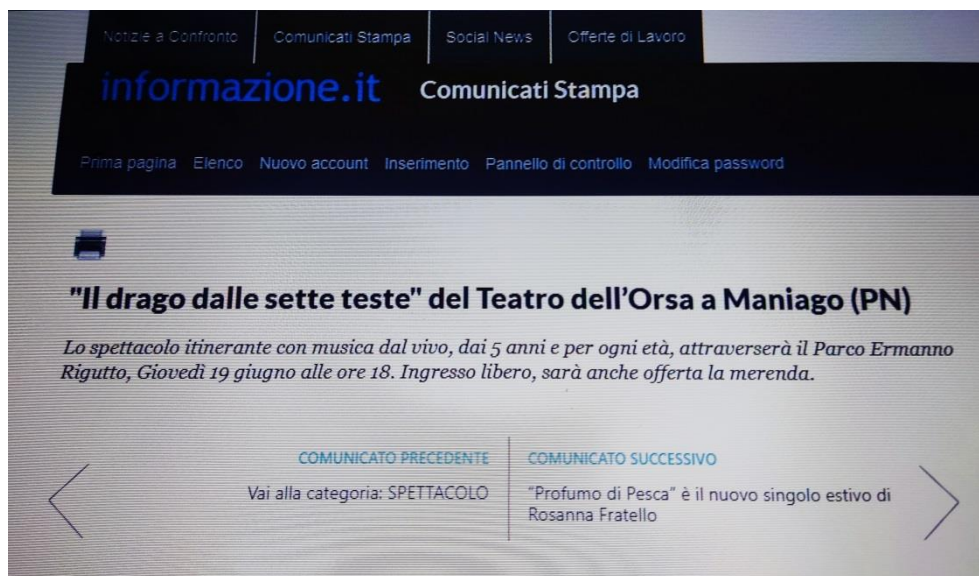 Notizie a Confronto Comunicati Stampa Social News Offerte di Lavoro
informazione.it Comunicati Stampa
Prima pagina Elenco Nuovo account Inserimento Pannello di controllo Modifica password
"Il drago dalle sette teste" del Teatro dell’Orsa a Maniago (PN)
Lo spettacolo itinerante con musica dal vivo, dai 5 anni e per ogni età, attraverserà il Parco Ermanno
Rigutto, Giovedì 19 giugno alle ore 18. Ingresso libero, sarà anche offerta la merenda.
COMUNICATO PRECEDENTE
Vai alla categoria: SPETTACOLO
COMUNICATO SUCCESSIVO
“Profumo di Pesca” è il nuovo singolo estivo di
Rosanna Fratello